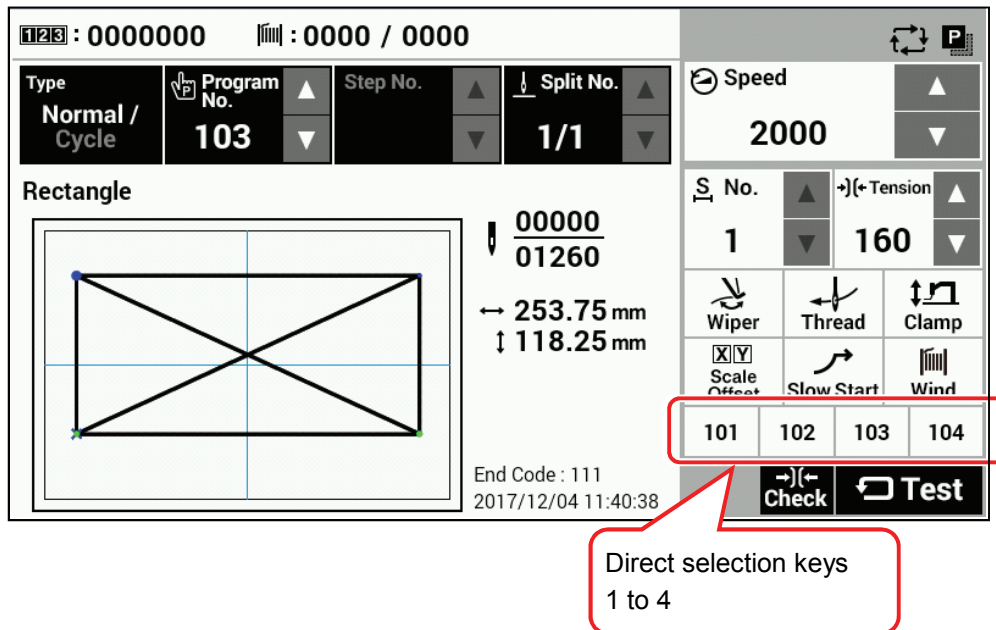 123 : 0000000 : 0000 / 0000
P
Type
Normal /
Cycle
P Program
No.
103
Step No.
Split No.
1/1
Speed
2000
Rectangle
00000
01260
253.75 mm
118.25 mm
S No.
1
Tension
160
Wiper
Thread
Clamp
X Y
Scale
Offset
Slow Start
Wind
101 102 103 104
End Code : 111
2017/12/04 11:40:38
Check
Test
Direct selection keys
1 to 4